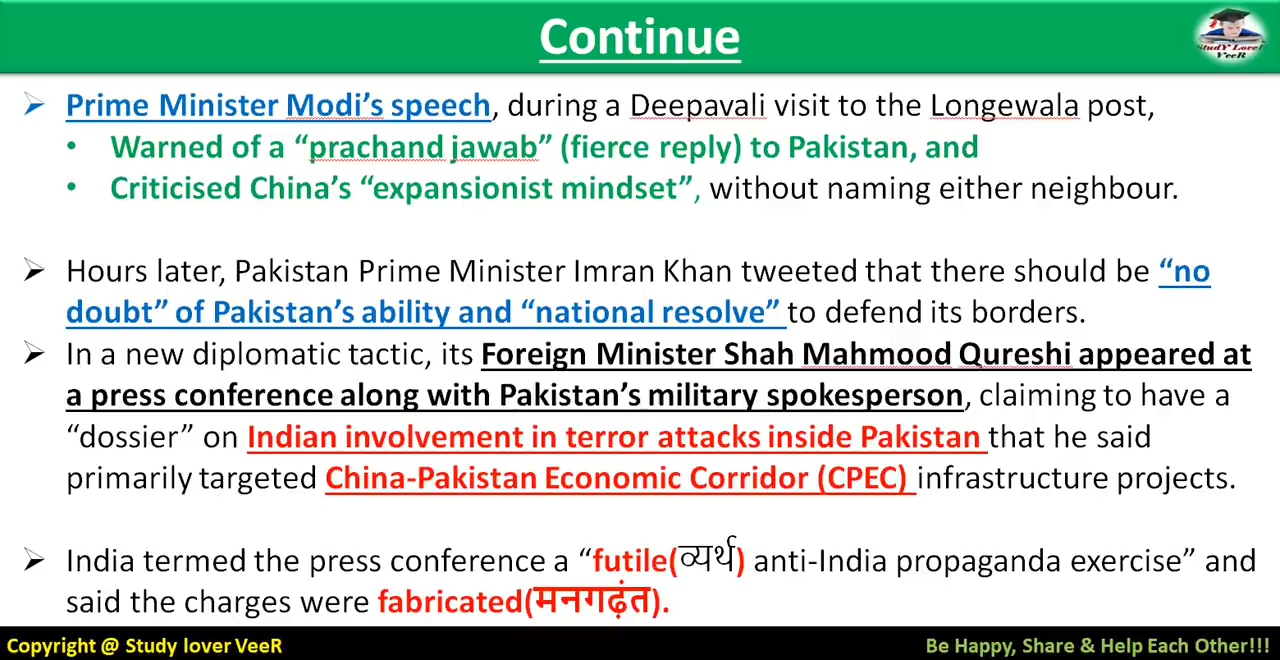 Continue
StudY LoveR
VeeR
➢ Prime Minister Modi’s speech, during a Deepavali visit to the Longewala post,
• Warned of a “prachand jawab” (fierce reply) to Pakistan, and
• Criticised China’s “expansionist mindset”, without naming either neighbour.
➢ Hours later, Pakistan Prime Minister Imran Khan tweeted that there should be “no
doubt” of Pakistan’s ability and “national resolve” to defend its borders.
➢ In a new diplomatic tactic, its Foreign Minister Shah Mahmood Qureshi appeared at
a press conference along with Pakistan’s military spokesperson, claiming to have a
“dossier” on Indian involvement in terror attacks inside Pakistan that he said
primarily targeted China-Pakistan Economic Corridor (CPEC) infrastructure projects.
➢ India termed the press conference a “futile(व्यर्थ) anti-India propaganda exercise” and
said the charges were fabricated(मनगढ़ंत).
Copyright @ Study lover VeeR
Be Happy, Share & Help Each Other!!!